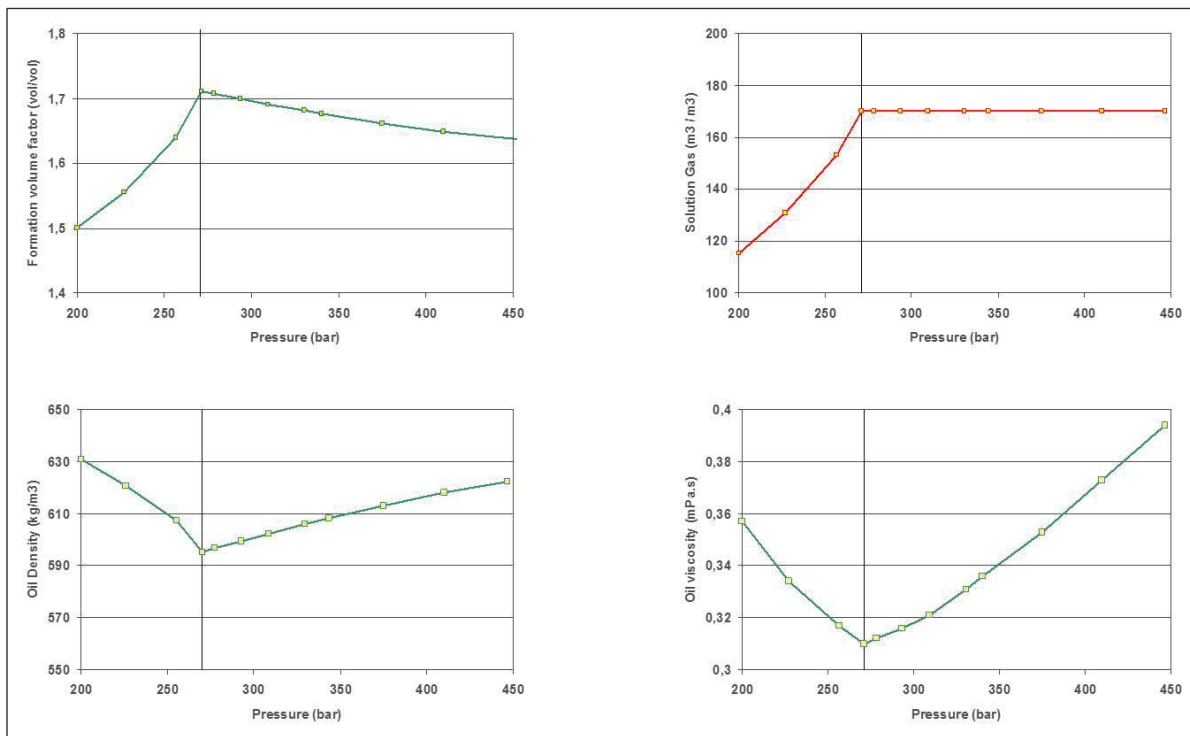 1,8
1,7
1,6
1,5
1,4
Formation volume factor (vol/vol)
200 250 300 350 400 450
Pressure (bar)
200
180
160
140
120
100
Solution Gas (m3 / m3)
200 250 300 350 400 450
Pressure (bar)
650
630
610
590
570
550
Oil Density (kg/m3)
200 250 300 350 400 450
Pressure (bar)
0,4
0,38
0,36
0,34
0,32
0,3
Oil viscosity (mPa.s)
200 250 300 350 400 450
Pressure (bar)